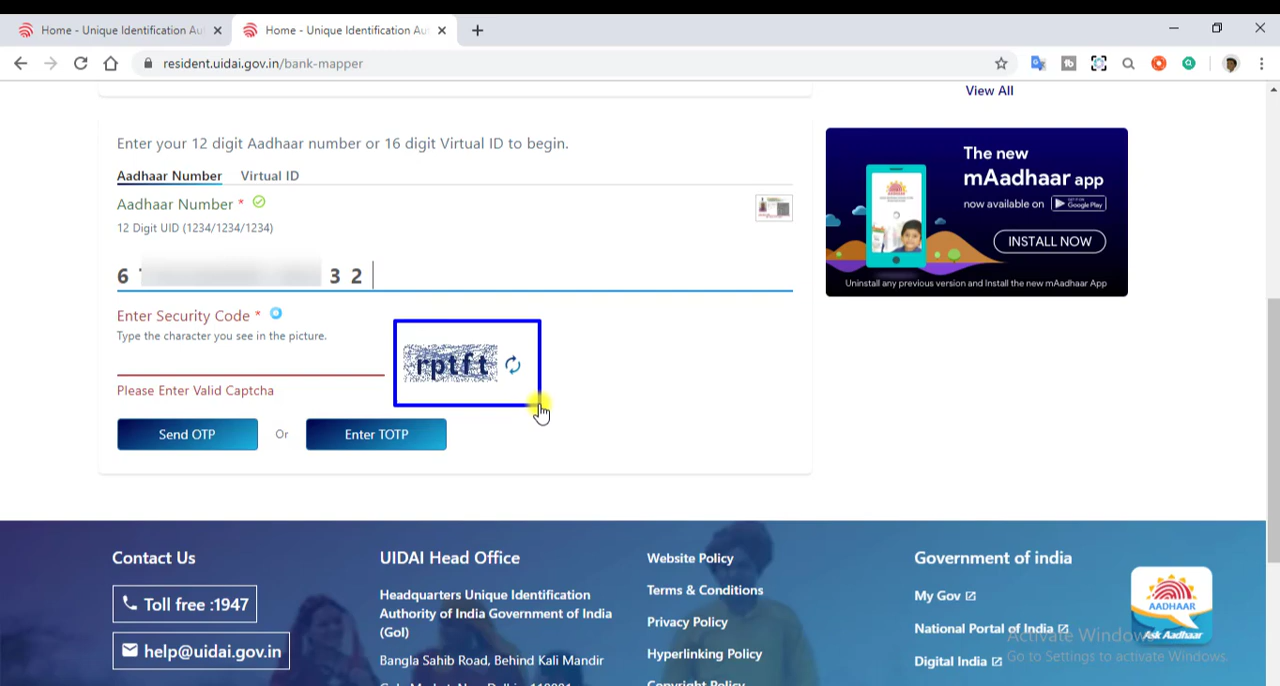 Home - Unique Identification Au
Home - Unique Identification Au
resident.uidai.gov.in/bank-mapper
View All
Enter your 12 digit Aadhaar number or 16 digit Virtual ID to begin.
Aadhaar Number Virtual ID
Aadhaar Number *
12 Digit UID (1234/1234/1234)
6 32
Enter Security Code *
Type the character you see in the picture.
rptft
Please Enter Valid Captcha
Send OTP Or Enter TOTP
The new
mAadhaar app
now available on Google Play
INSTALL NOW
Uninstall any previous version and Install the new mAadhaar App
Contact Us
Toll free :1947
help@uidai.gov.in
UIDAI Head Office
Headquarters Unique Identification
Authority of India Government of India
(GoI)
Bangla Sahib Road, Behind Kali Mandir
Website Policy
Terms & Conditions
Privacy Policy
Hyperlinking Policy
Copyright Policy
Government of india
My Gov
National Portal of India
Digital India
AADHAAR
Ask Aadhaar
Activate Windows
Go to Settings to activate Windows.